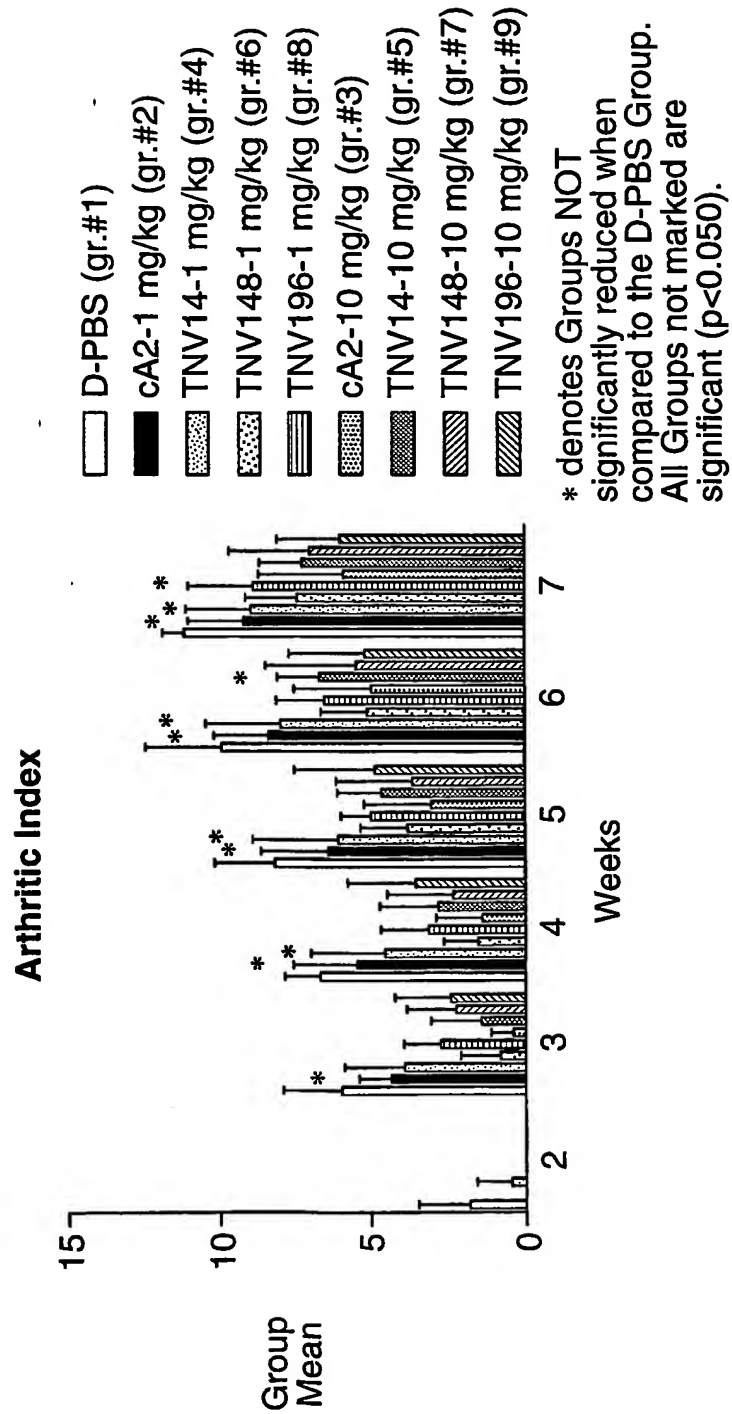 Arthritic Index
15
10
5
0
Group
Mean
2
3
4
5
6
7
Weeks
*
*
*
*
*
*
*
*
*
*
*
D-PBS (gr.#1)
cA2-1 mg/kg (gr.#2)
TNV14-1 mg/kg (gr.#4)
TNV148-1 mg/kg (gr.#6)
TNV196-1 mg/kg (gr.#8)
cA2-10 mg/kg (gr.#3)
TNV14-10 mg/kg (gr.#5)
TNV148-10 mg/kg (gr.#7)
TNV196-10 mg/kg (gr.#9)
* denotes Groups NOT
significantly reduced when
compared to the D-PBS Group.
All Groups not marked are
significant (p<0.050).